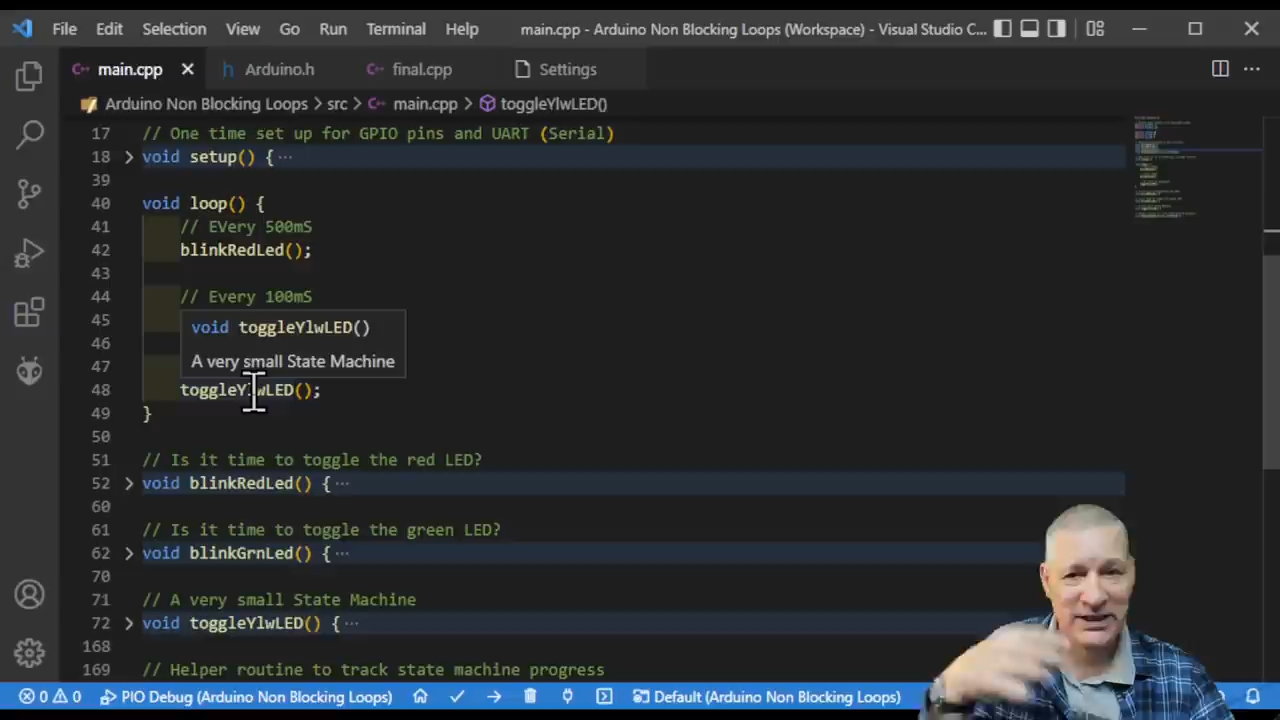 File Edit Selection View Go Run Terminal Help main.cpp - Arduino Non Blocking Loops (Workspace) - Visual Studio C...
main.cpp Arduino.h final.cpp Settings
Arduino Non Blocking Loops > src > main.cpp > toggleYlwLED()
17 // One time set up for GPIO pins and UART (Serial)
18 void setup() { ...
39
40 void loop() {
41 // EVery 500mS
42 blinkRedLed();
43
44 // Every 100mS
45
void toggleYlwLED()
46
47
A very small State Machine
48 toggleYlwLED();
49 }
50
51 // Is it time to toggle the red LED?
52 void blinkRedLed() { ...
60
61 // Is it time to toggle the green LED?
62 void blinkGrnLed() { ...
70
71 // A very small State Machine
72 void toggleYlwLED() { ...
168
169 // Helper routine to track state machine progress
0 0 PIO Debug (Arduino Non Blocking Loops) Default (Arduino Non Blocking Loops)